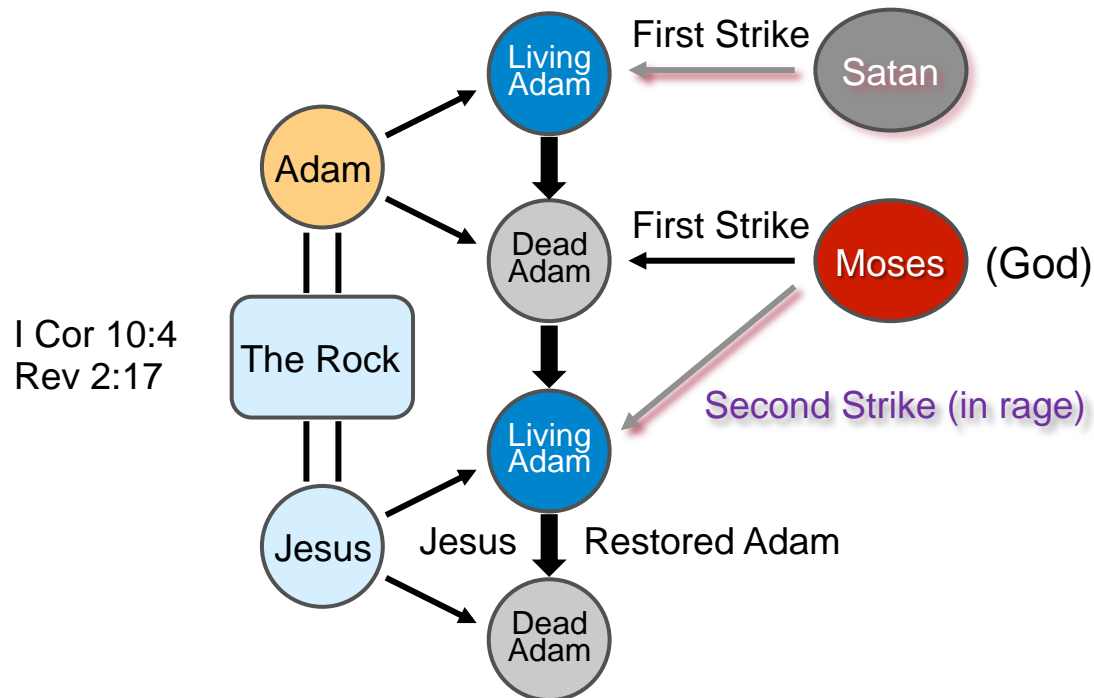 First Strike
Living
Adam
Satan
Adam
First Strike
Dead
Adam
Moses
(God)
I Cor 10:4
Rev 2:17
The Rock
Second Strike (in rage)
Living
Adam
Jesus
Jesus
Restored Adam
Dead
Adam